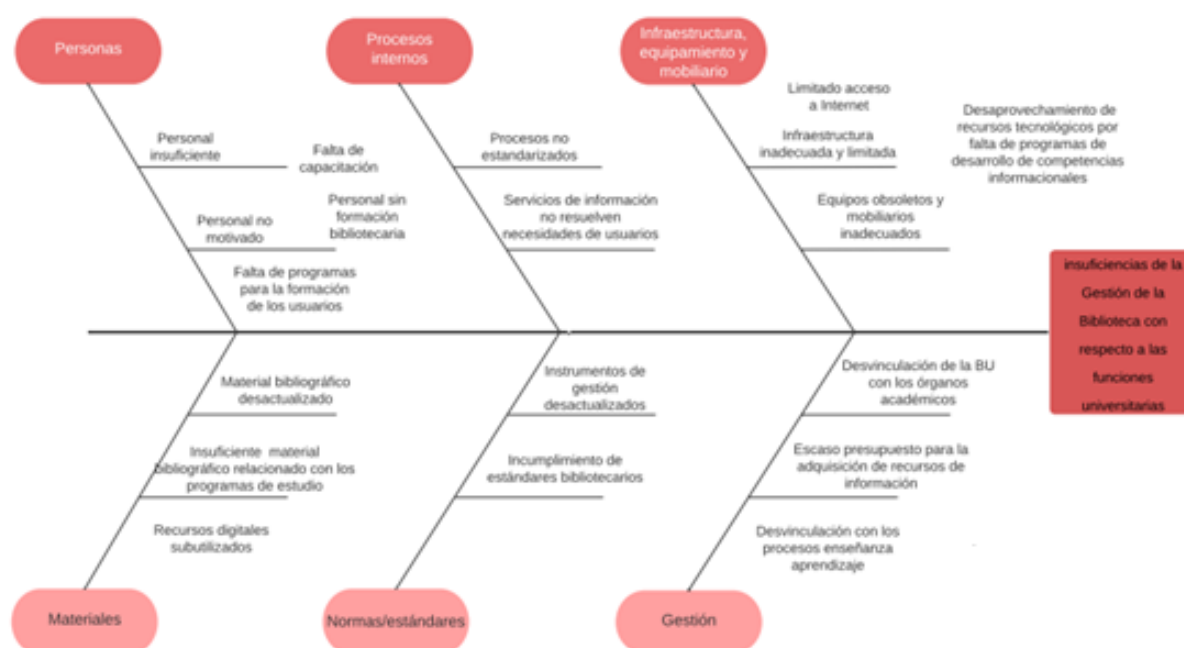 Personas
Procesos
internos
Infraestructura,
equipamiento y
mobiliario
Personal
insuficiente
Falta de
capacitación
Personal no
motivado
Personal sin
formación
bibliotecaria
Falta de programas
para la formación
de los usuarios
Procesos no
estandarizados
Servicios de información
no resuelven
necesidades de usuarios
Limitado acceso
a Internet
Infraestructura
inadecuada y limitada
Equipos obsoletos y
mobiliarios
inadecuados
Desaprovechamiento de
recursos tecnológicos por
falta de programas de
desarrollo de competencias
informacionales
insuficiencias de la
Gestión de la
Biblioteca con
respecto a las
funciones
universitarias
Material bibliográfico
desactualizado
Insuficiente material
bibliográfico relacionado con los
programas de estudio
Recursos digitales
subutilizados
Instrumentos de
gestión
desactualizados
Incumplimiento de
estándares bibliotecarios
Desvinculación de la BU
con los órganos
académicos
Escaso presupuesto para la
adquisición de recursos de
información
Desvinculación con los
procesos enseñanza
aprendizaje
Materiales
Normas/estándares
Gestión